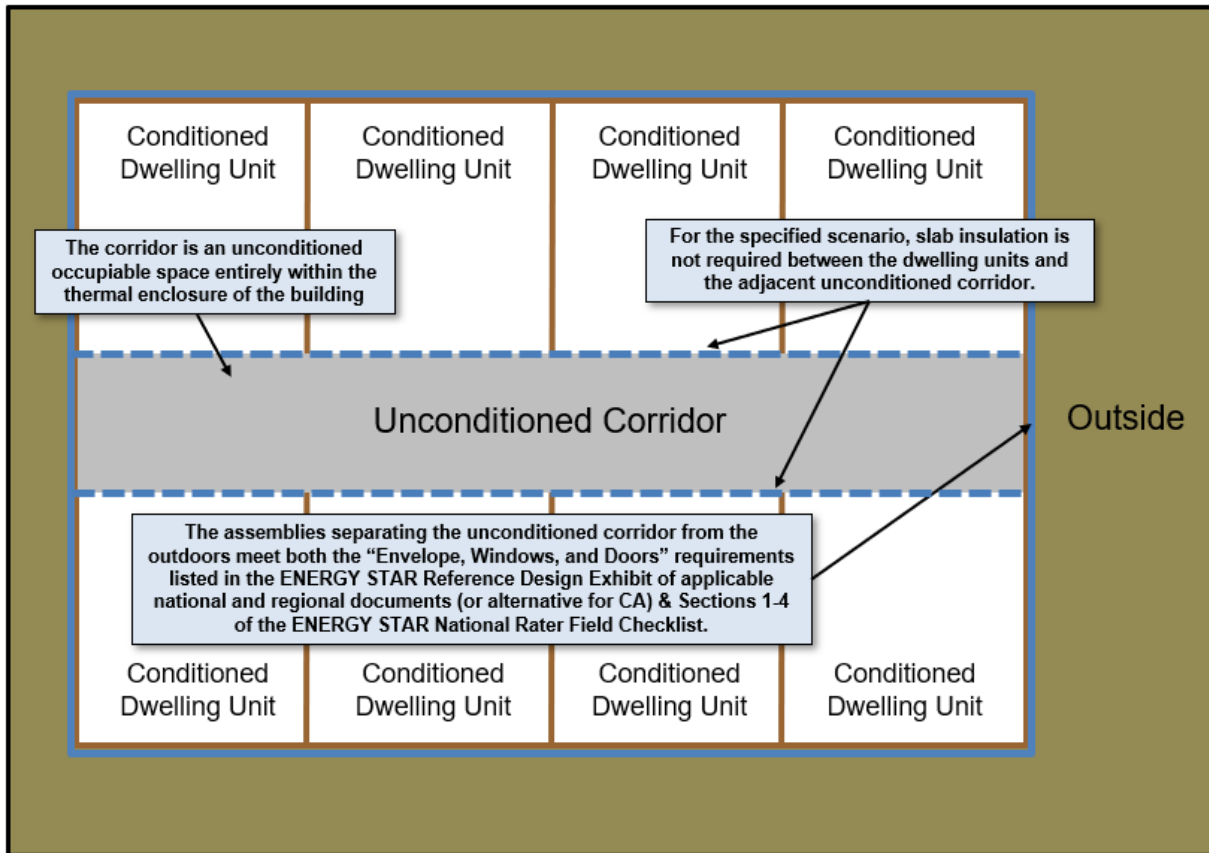 Conditioned
Dwelling Unit
Conditioned
Dwelling Unit
Conditioned
Dwelling Unit
Conditioned
Dwelling Unit
The corridor is an unconditioned
occupiable space entirely within the
thermal enclosure of the building
For the specified scenario, slab insulation is
not required between the dwelling units and
the adjacent unconditioned corridor.
Unconditioned Corridor
Outside
The assemblies separating the unconditioned corridor from the
outdoors meet both the “Envelope, Windows, and Doors” requirements
listed in the ENERGY STAR Reference Design Exhibit of applicable
national and regional documents (or alternative for CA) & Sections 1-4
of the ENERGY STAR National Rater Field Checklist.
Conditioned
Dwelling Unit
Conditioned
Dwelling Unit
Conditioned
Dwelling Unit
Conditioned
Dwelling Unit